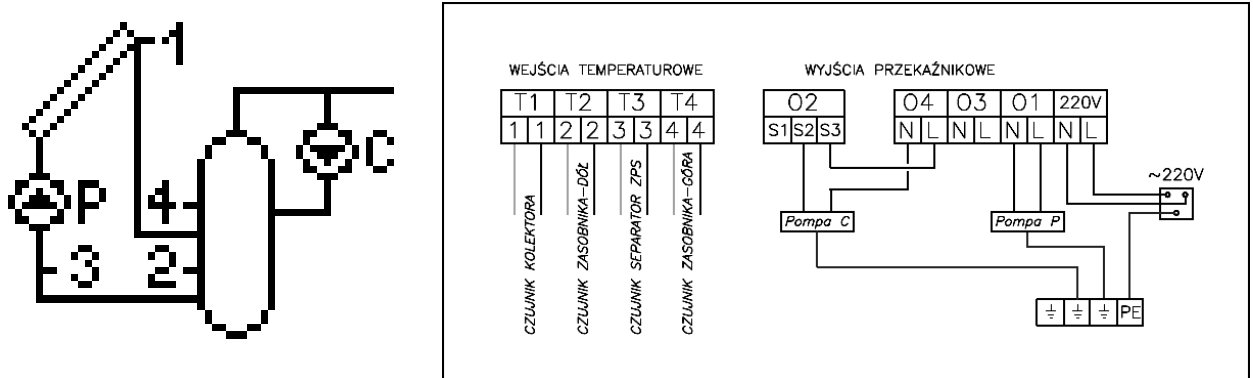 1
C
P 4
3 2
WEJŚCIA TEMPERATUROWE
T1 T2 T3 T4
1 1 2 2 3 3 4 4
CZUJNIK KOLEKTORA
CZUJNIK ZASOBNIKA-DÓŁ
CZUJNIK SEPARATOR ZPS
CZUJNIK ZASOBNIKA-GÓRA
WYJŚCIA PRZEKAŹNIKOWE
O2 O4 O3 O1 220V
S1 S2 S3 N L N L N L N L
~220V
Pompa C Pompa P
PE